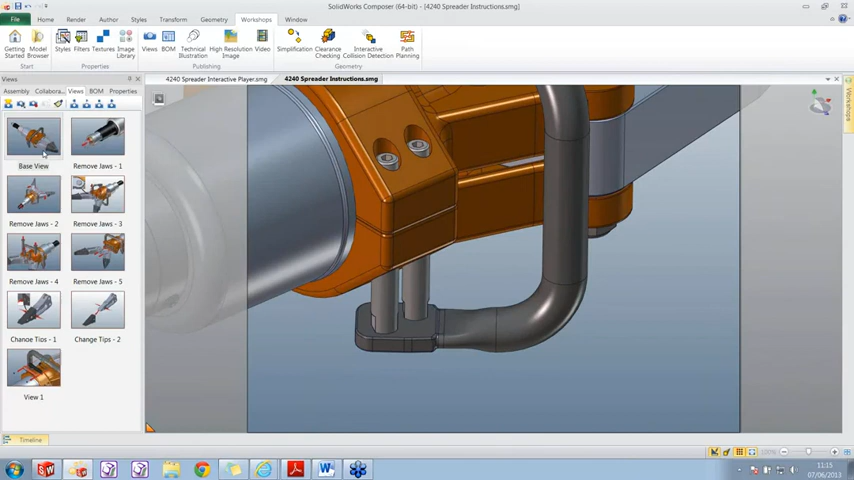 SolidWorks Composer (64-bit) - [4240 Spreader Instructions.smg]
File Home Render Author Styles Transform Geometry Workshops Window
Getting Started Model Browser Styles Filters Textures Image Library Views BOM Technical Illustration High Resolution Image Video Simplification Clearance Checking Interactive Collision Detection Path Planning
Start Publishing Geometry
Views 4240 Spreader Interactive Player.smg 4240 Spreader Instructions.smg
Assembly Collabora... Views BOM Properties
Workshops
Base View Remove Jaws - 1
Remove Jaws - 2 Remove Jaws - 3
Remove Jaws - 4 Remove Jaws - 5
Change Tips - 1 Change Tips - 2
View 1
Timeline
100%
11:15
07/06/2013